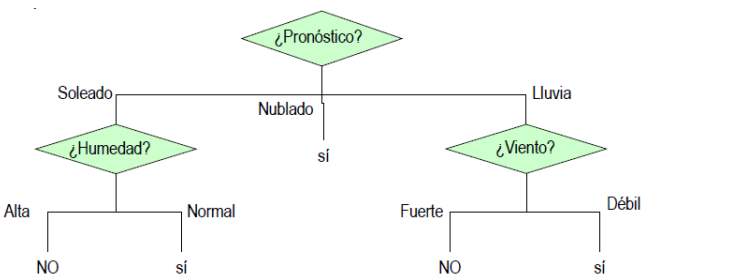 ¿Pronóstico?
Soleado
Nublado
Lluvia
sí
¿Humedad?
¿Viento?
Alta
Normal
Fuerte
Débil
NO
sí
NO
sí